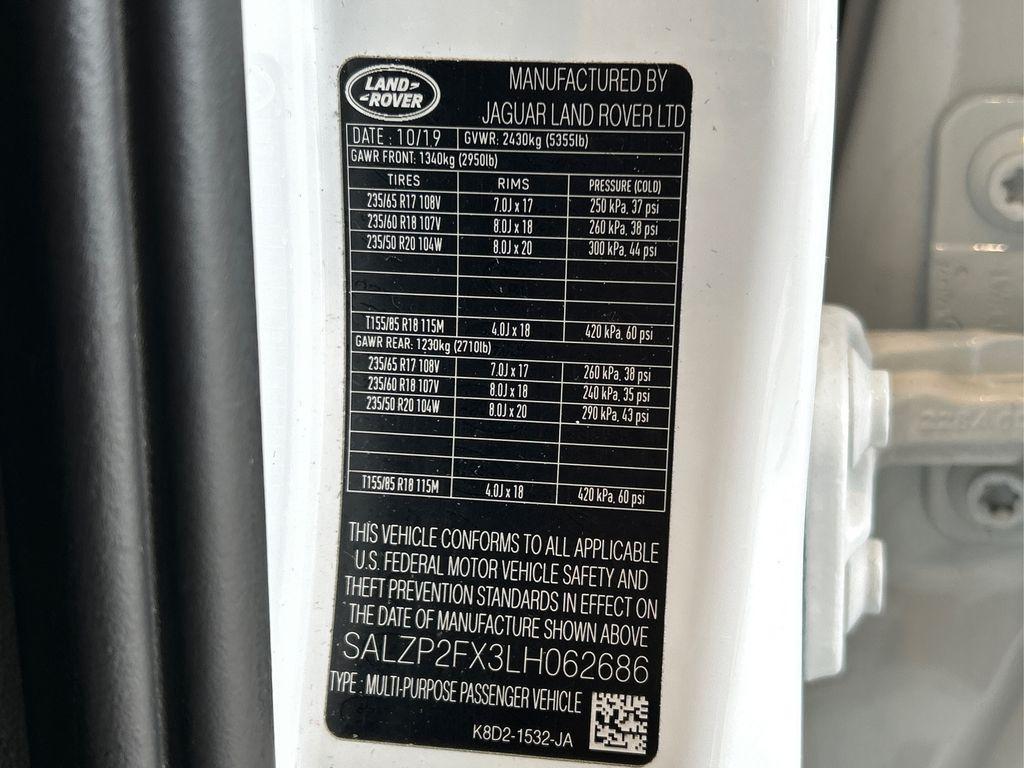 LAND
ROVER
MANUFACTURED BY
JAGUAR LAND ROVER LTD
DATE : 10/19 GVWR: 2430kg (5355lb)
GAWR FRONT: 1340kg (2950lb)
TIRES RIMS PRESSURE (COLD)
235/65 R17 108V 7.0J x 17 250 kPa, 37 psi
235/60 R18 107V 8.0J x 18 260 kPa, 38 psi
235/50 R20 104W 8.0J x 20 300 kPa, 44 psi
T155/85 R18 115M 4.0J x 18 420 kPa, 60 psi
GAWR REAR: 1230kg (2710lb)
235/65 R17 108V 7.0J x 17 260 kPa, 38 psi
235/60 R18 107V 8.0J x 18 240 kPa, 35 psi
235/50 R20 104W 8.0J x 20 290 kPa, 43 psi
T155/85 R18 115M 4.0J x 18 420 kPa, 60 psi
THIS VEHICLE CONFORMS TO ALL APPLICABLE
U.S. FEDERAL MOTOR VEHICLE SAFETY AND
THEFT PREVENTION STANDARDS IN EFFECT ON
THE DATE OF MANUFACTURE SHOWN ABOVE
SALZP2FX3LH062686
TYPE : MULTI-PURPOSE PASSENGER VEHICLE
K8D2-1532-JA